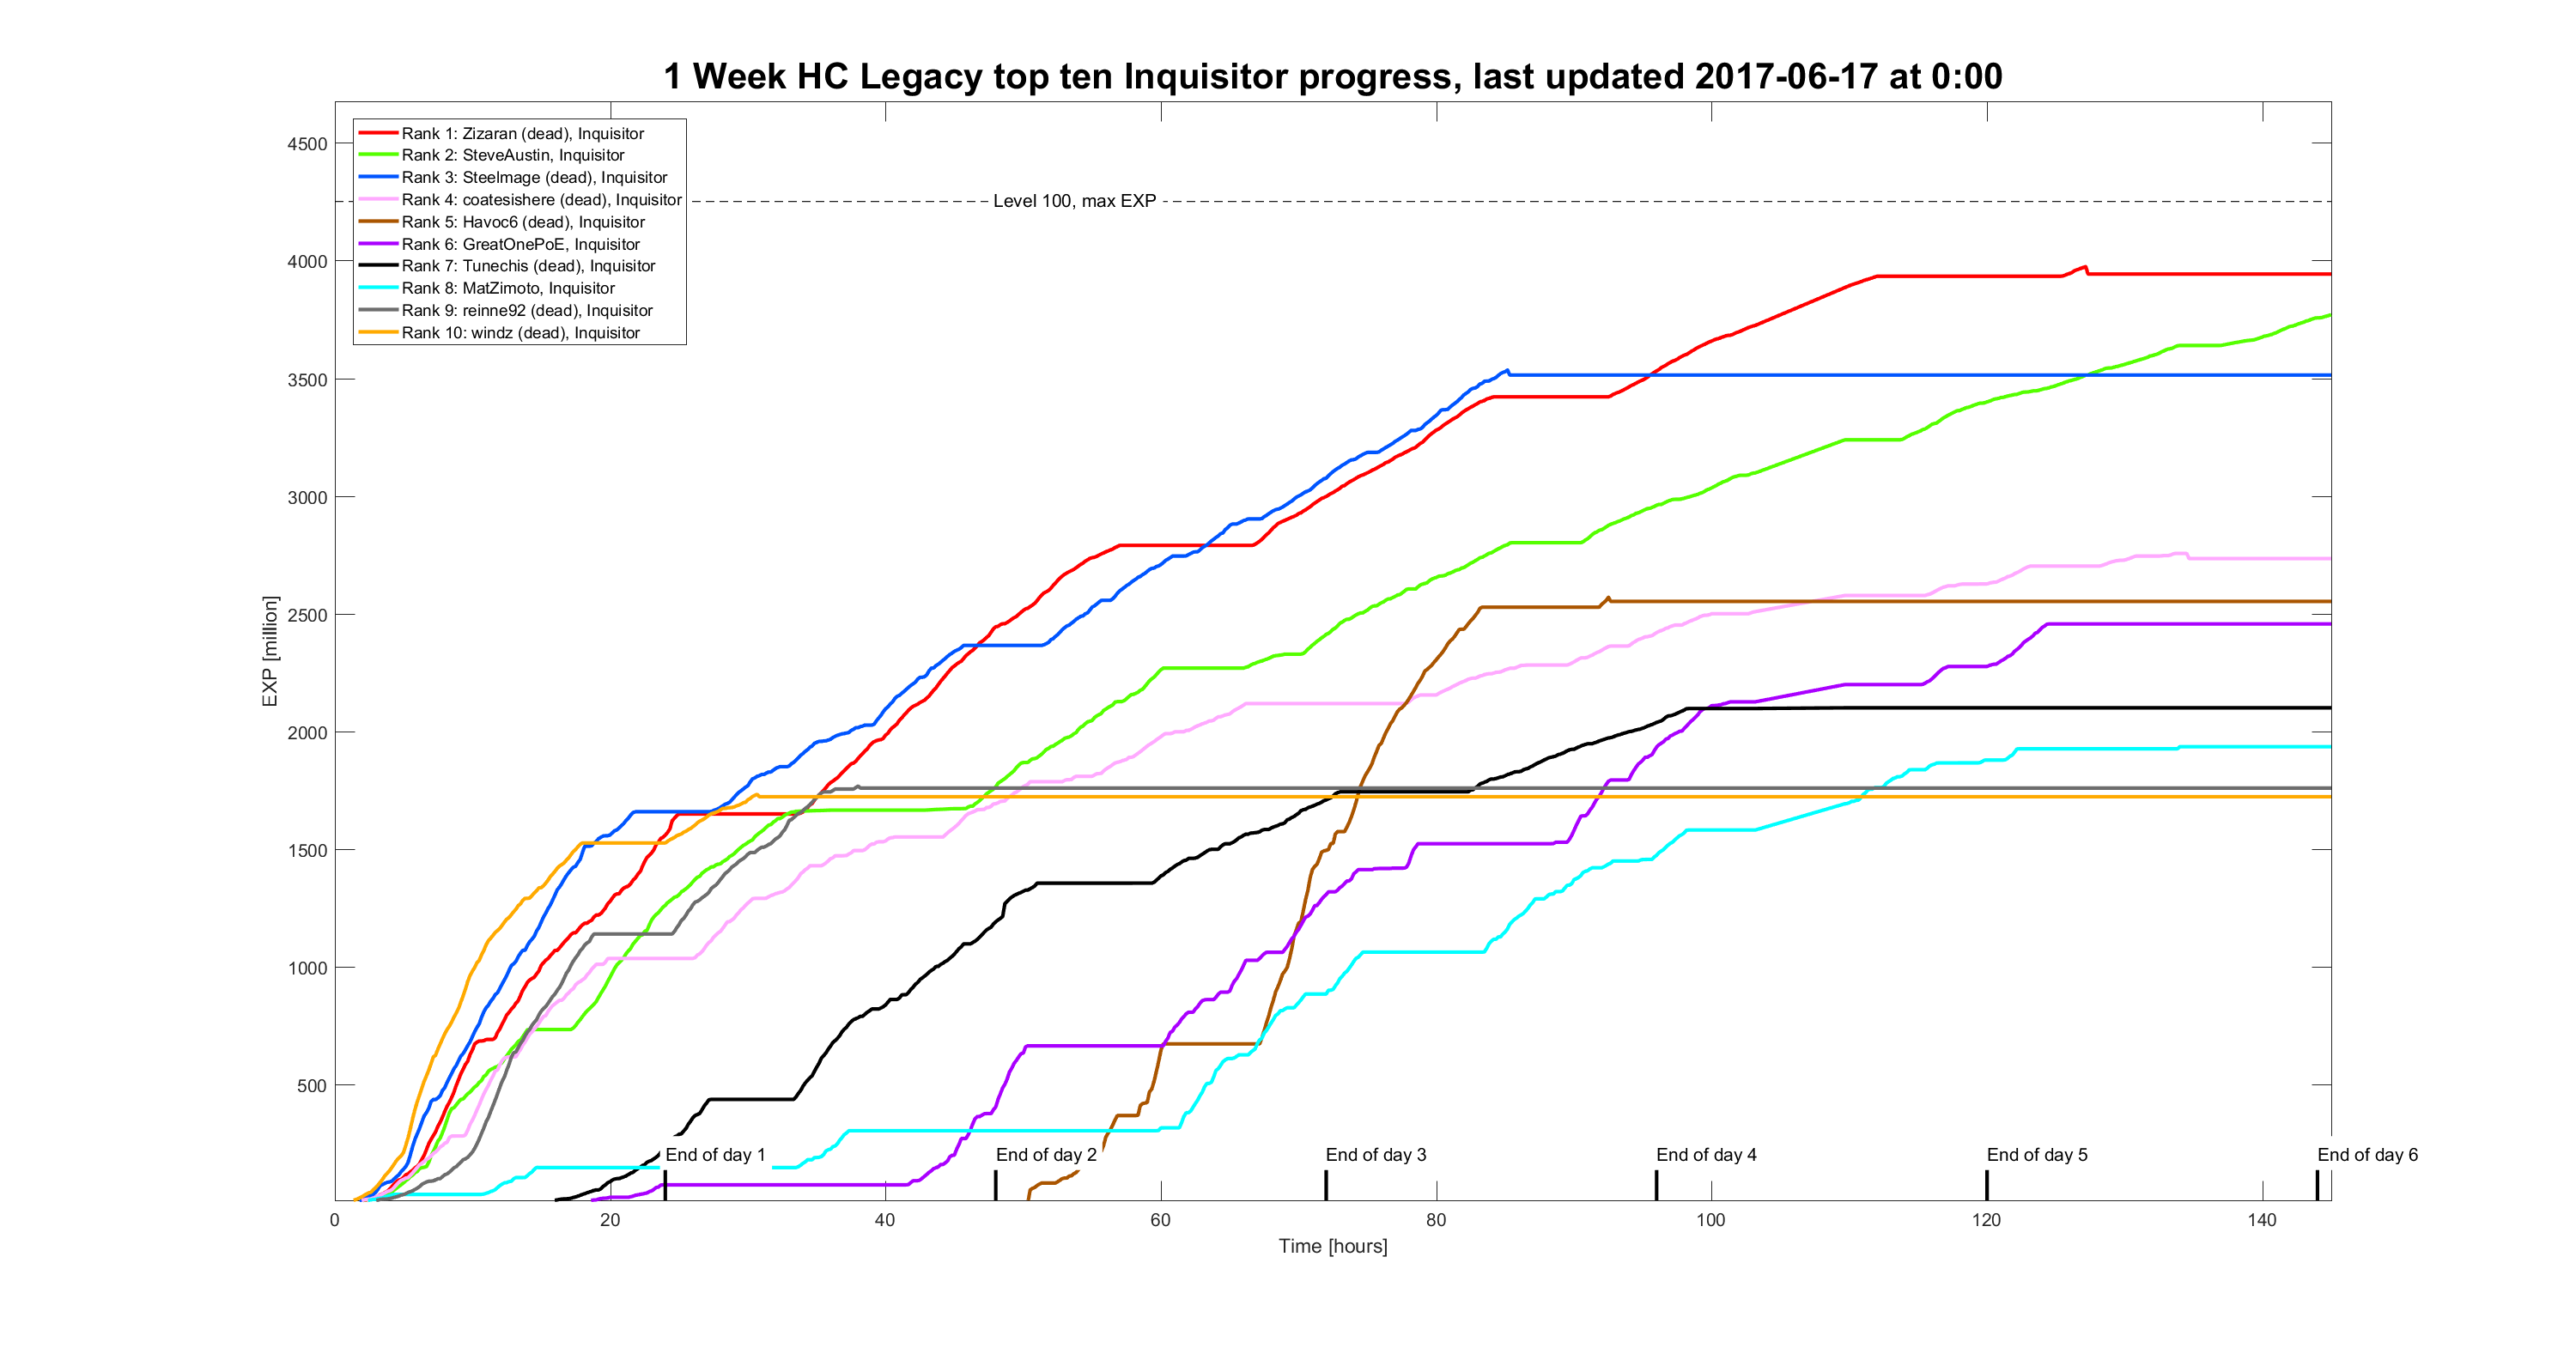 1 Week HC Legacy top ten Inquisitor progress, last updated 2017-06-17 at 0:00
Rank 1: Zizaran (dead), Inquisitor
Rank 2: SteveAustin, Inquisitor
Rank 3: SteelmageIQ (dead), Inquisitor
Rank 4: coatesishere (dead), Inquisitor
Rank 5: Havoc6 (dead), Inquisitor
Rank 6: GreatOnePoE, Inquisitor
Rank 7: Tunechis (dead), Inquisitor
Rank 8: MatZimoto, Inquisitor
Rank 9: reinne92 (dead), Inquisitor
Rank 10: windz (dead), Inquisitor
Level 100, max EXP
4500
4000
3500
3000
2500
2000
1500
1000
500
EXP [million]
End of day 1
End of day 2
End of day 3
End of day 4
End of day 5
End of day 6
0
20
40
60
80
100
120
140
Time [hours]